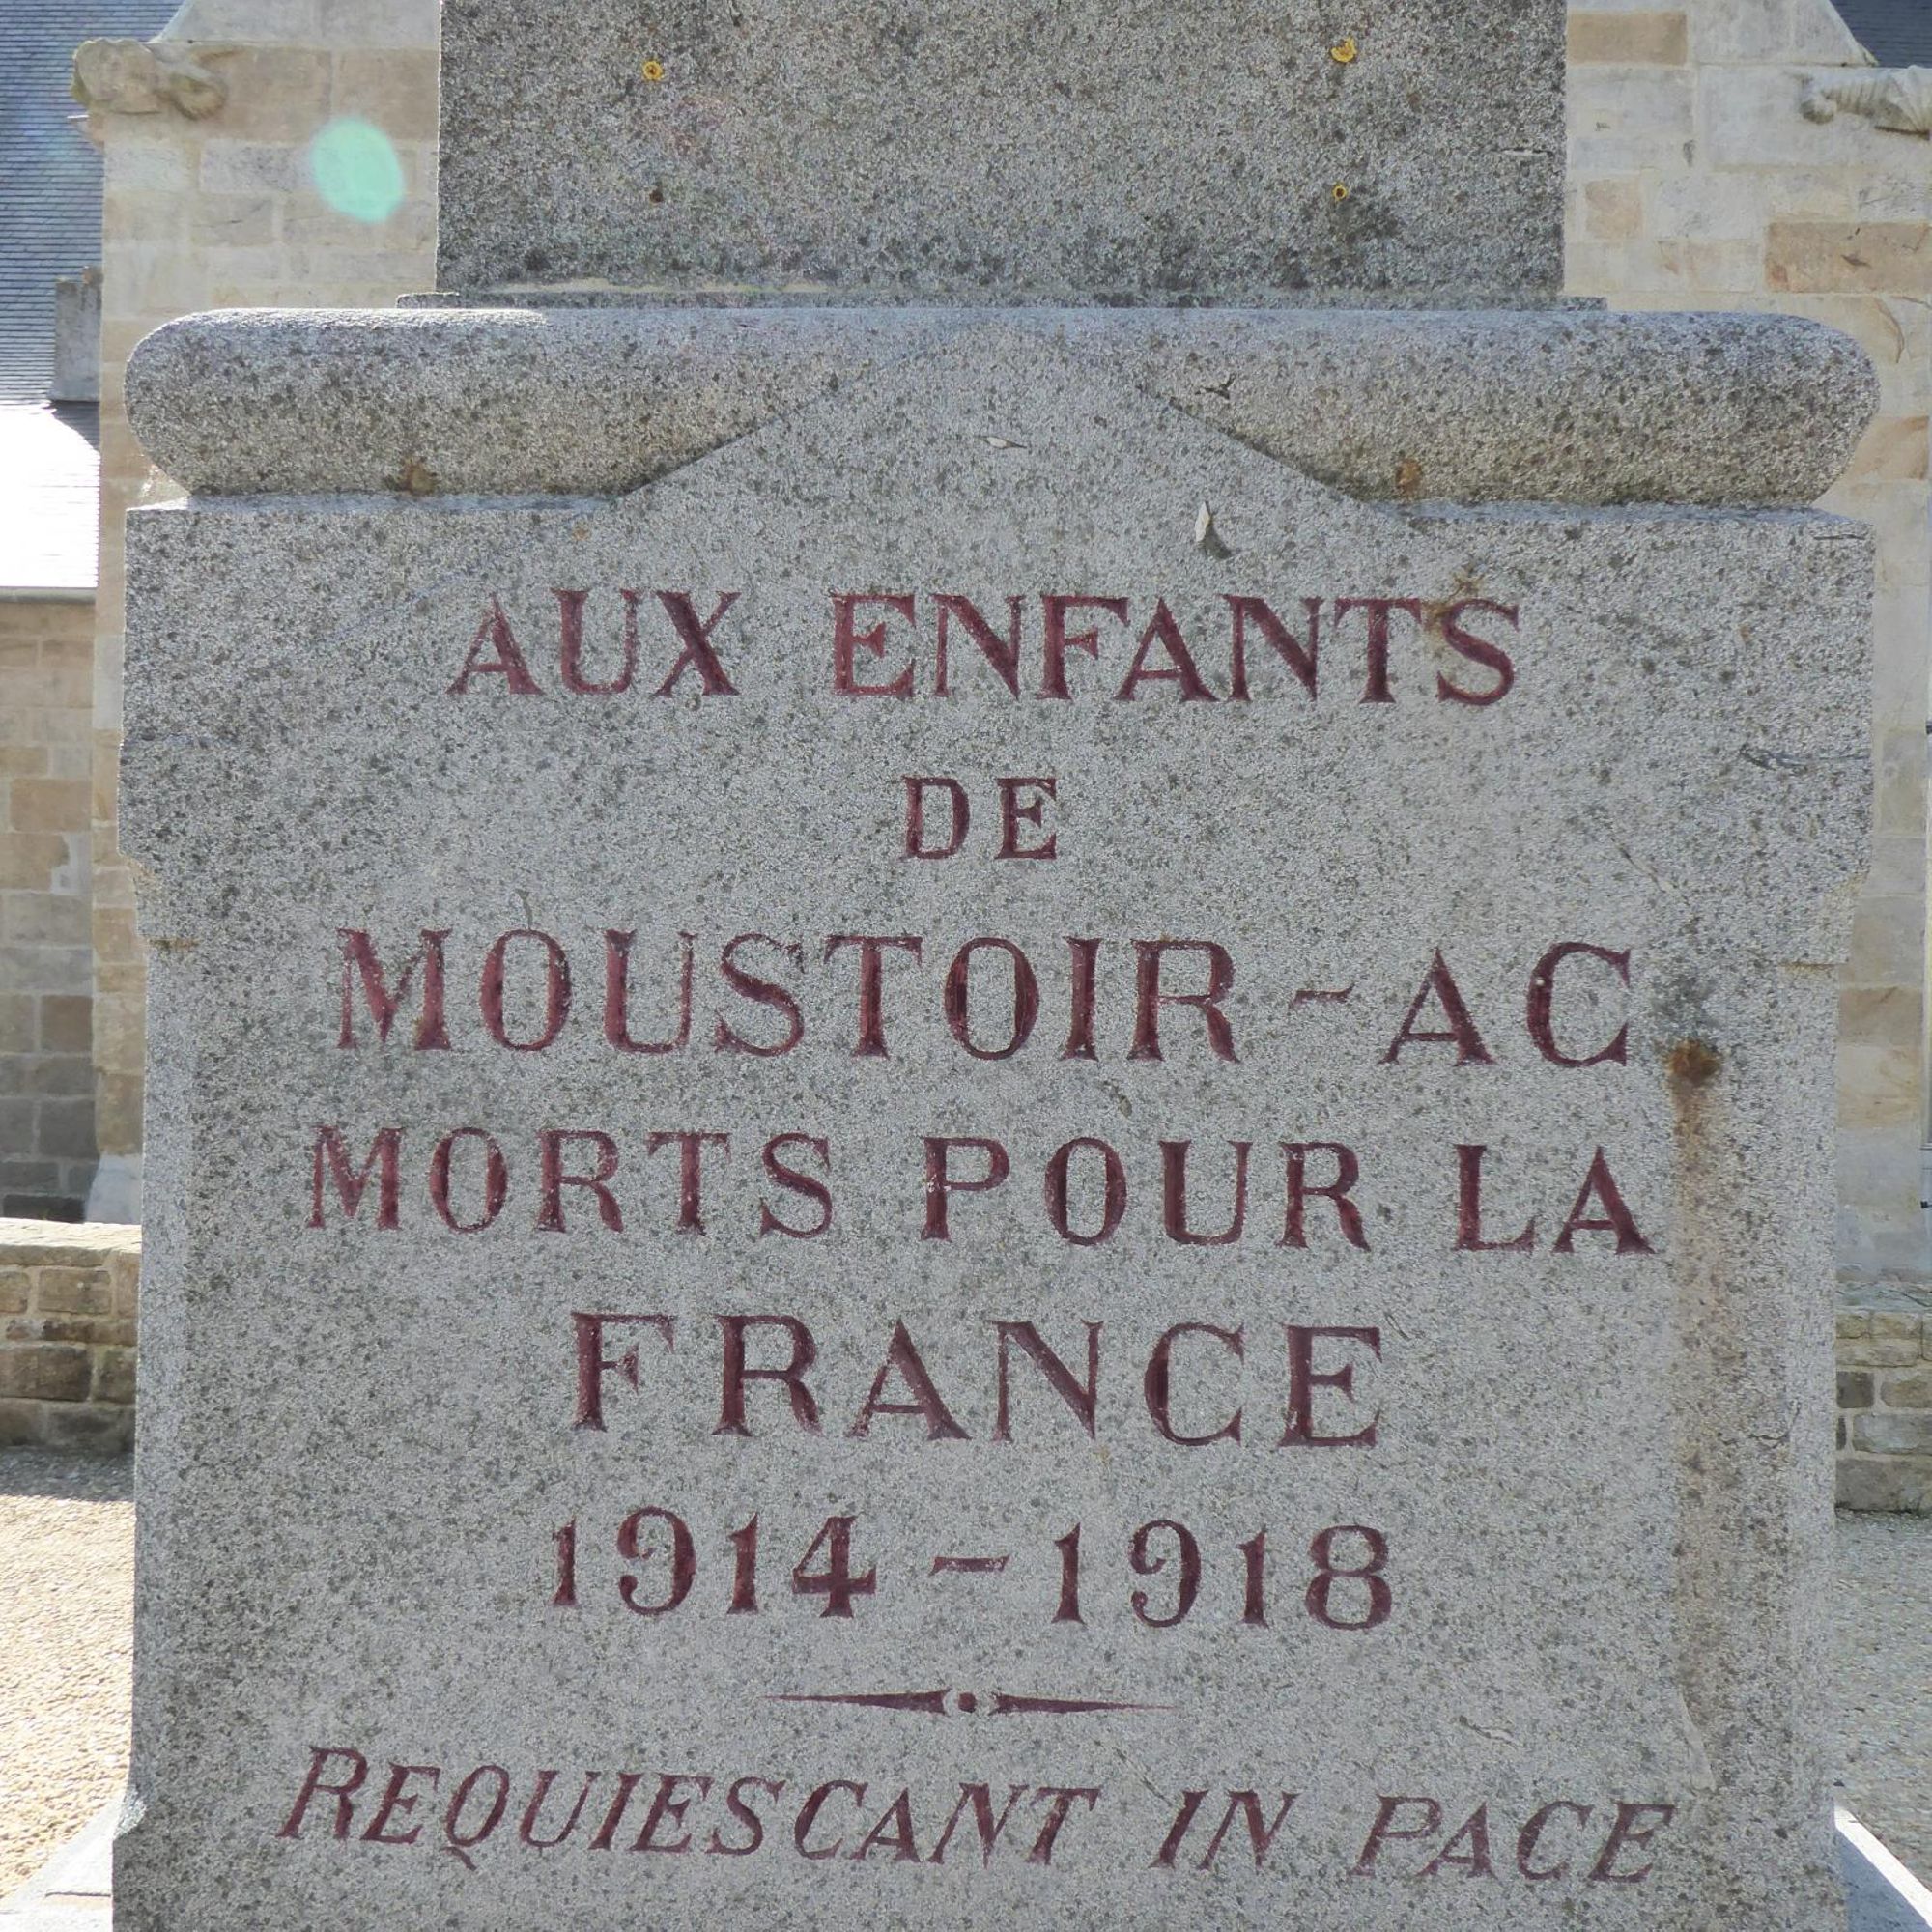 AUX ENFANTS
DE
MOUSTOIR-AC
MORTS POUR LA
FRANCE
1914-1918
REQUIESCANT IN PACE